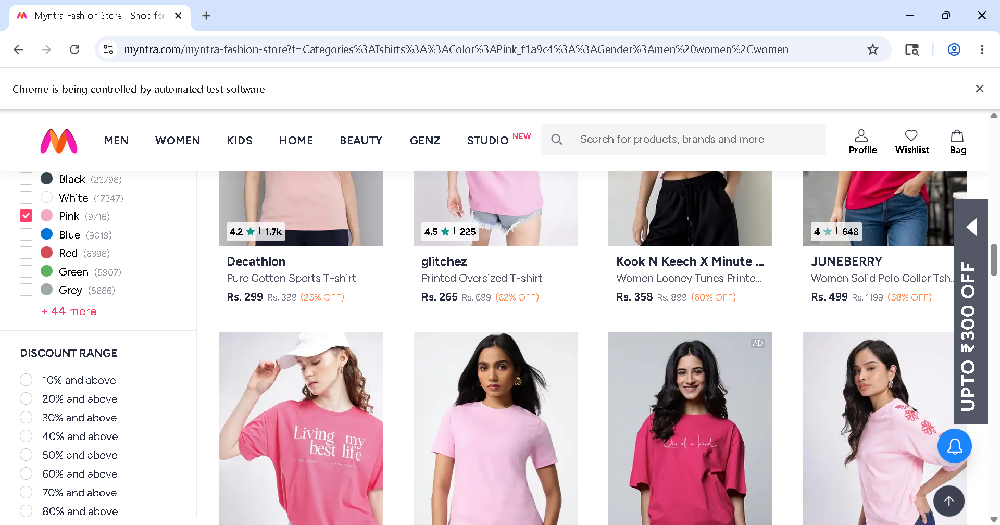 Myntra Fashion Store - Shop for
myntra.com/myntra-fashion-store?f=Categories%3ATshirts%3A%3AColor%3APink_f1a9c4%3A%3AGender%3Amen%20women%2Cwomen
Chrome is being controlled by automated test software
MEN WOMEN KIDS HOME BEAUTY GENZ STUDIO NEW
Search for products, brands and more
Profile Wishlist Bag
Black (23798)
White (17347)
Pink (9716)
Blue (9019)
Red (6398)
Green (5907)
Grey (5886)
+ 44 more
DISCOUNT RANGE
10% and above
20% and above
30% and above
40% and above
50% and above
60% and above
70% and above
80% and above
4.2 | 1.7k
Decathlon
Pure Cotton Sports T-shirt
Rs. 299 Rs. 399 (25% OFF)
4.5 | 225
glitchez
Printed Oversized T-shirt
Rs. 265 Rs. 699 (62% OFF)
Kook N Keech X Minute ...
Women Looney Tunes Printe...
Rs. 358 Rs. 899 (60% OFF)
4 | 648
JUNEBERRY
Women Solid Polo Collar Tsh..
Rs. 499 Rs. 1199 (58% OFF)
Living my
best life
AD
One of a kind
UPTO ₹300 OFF